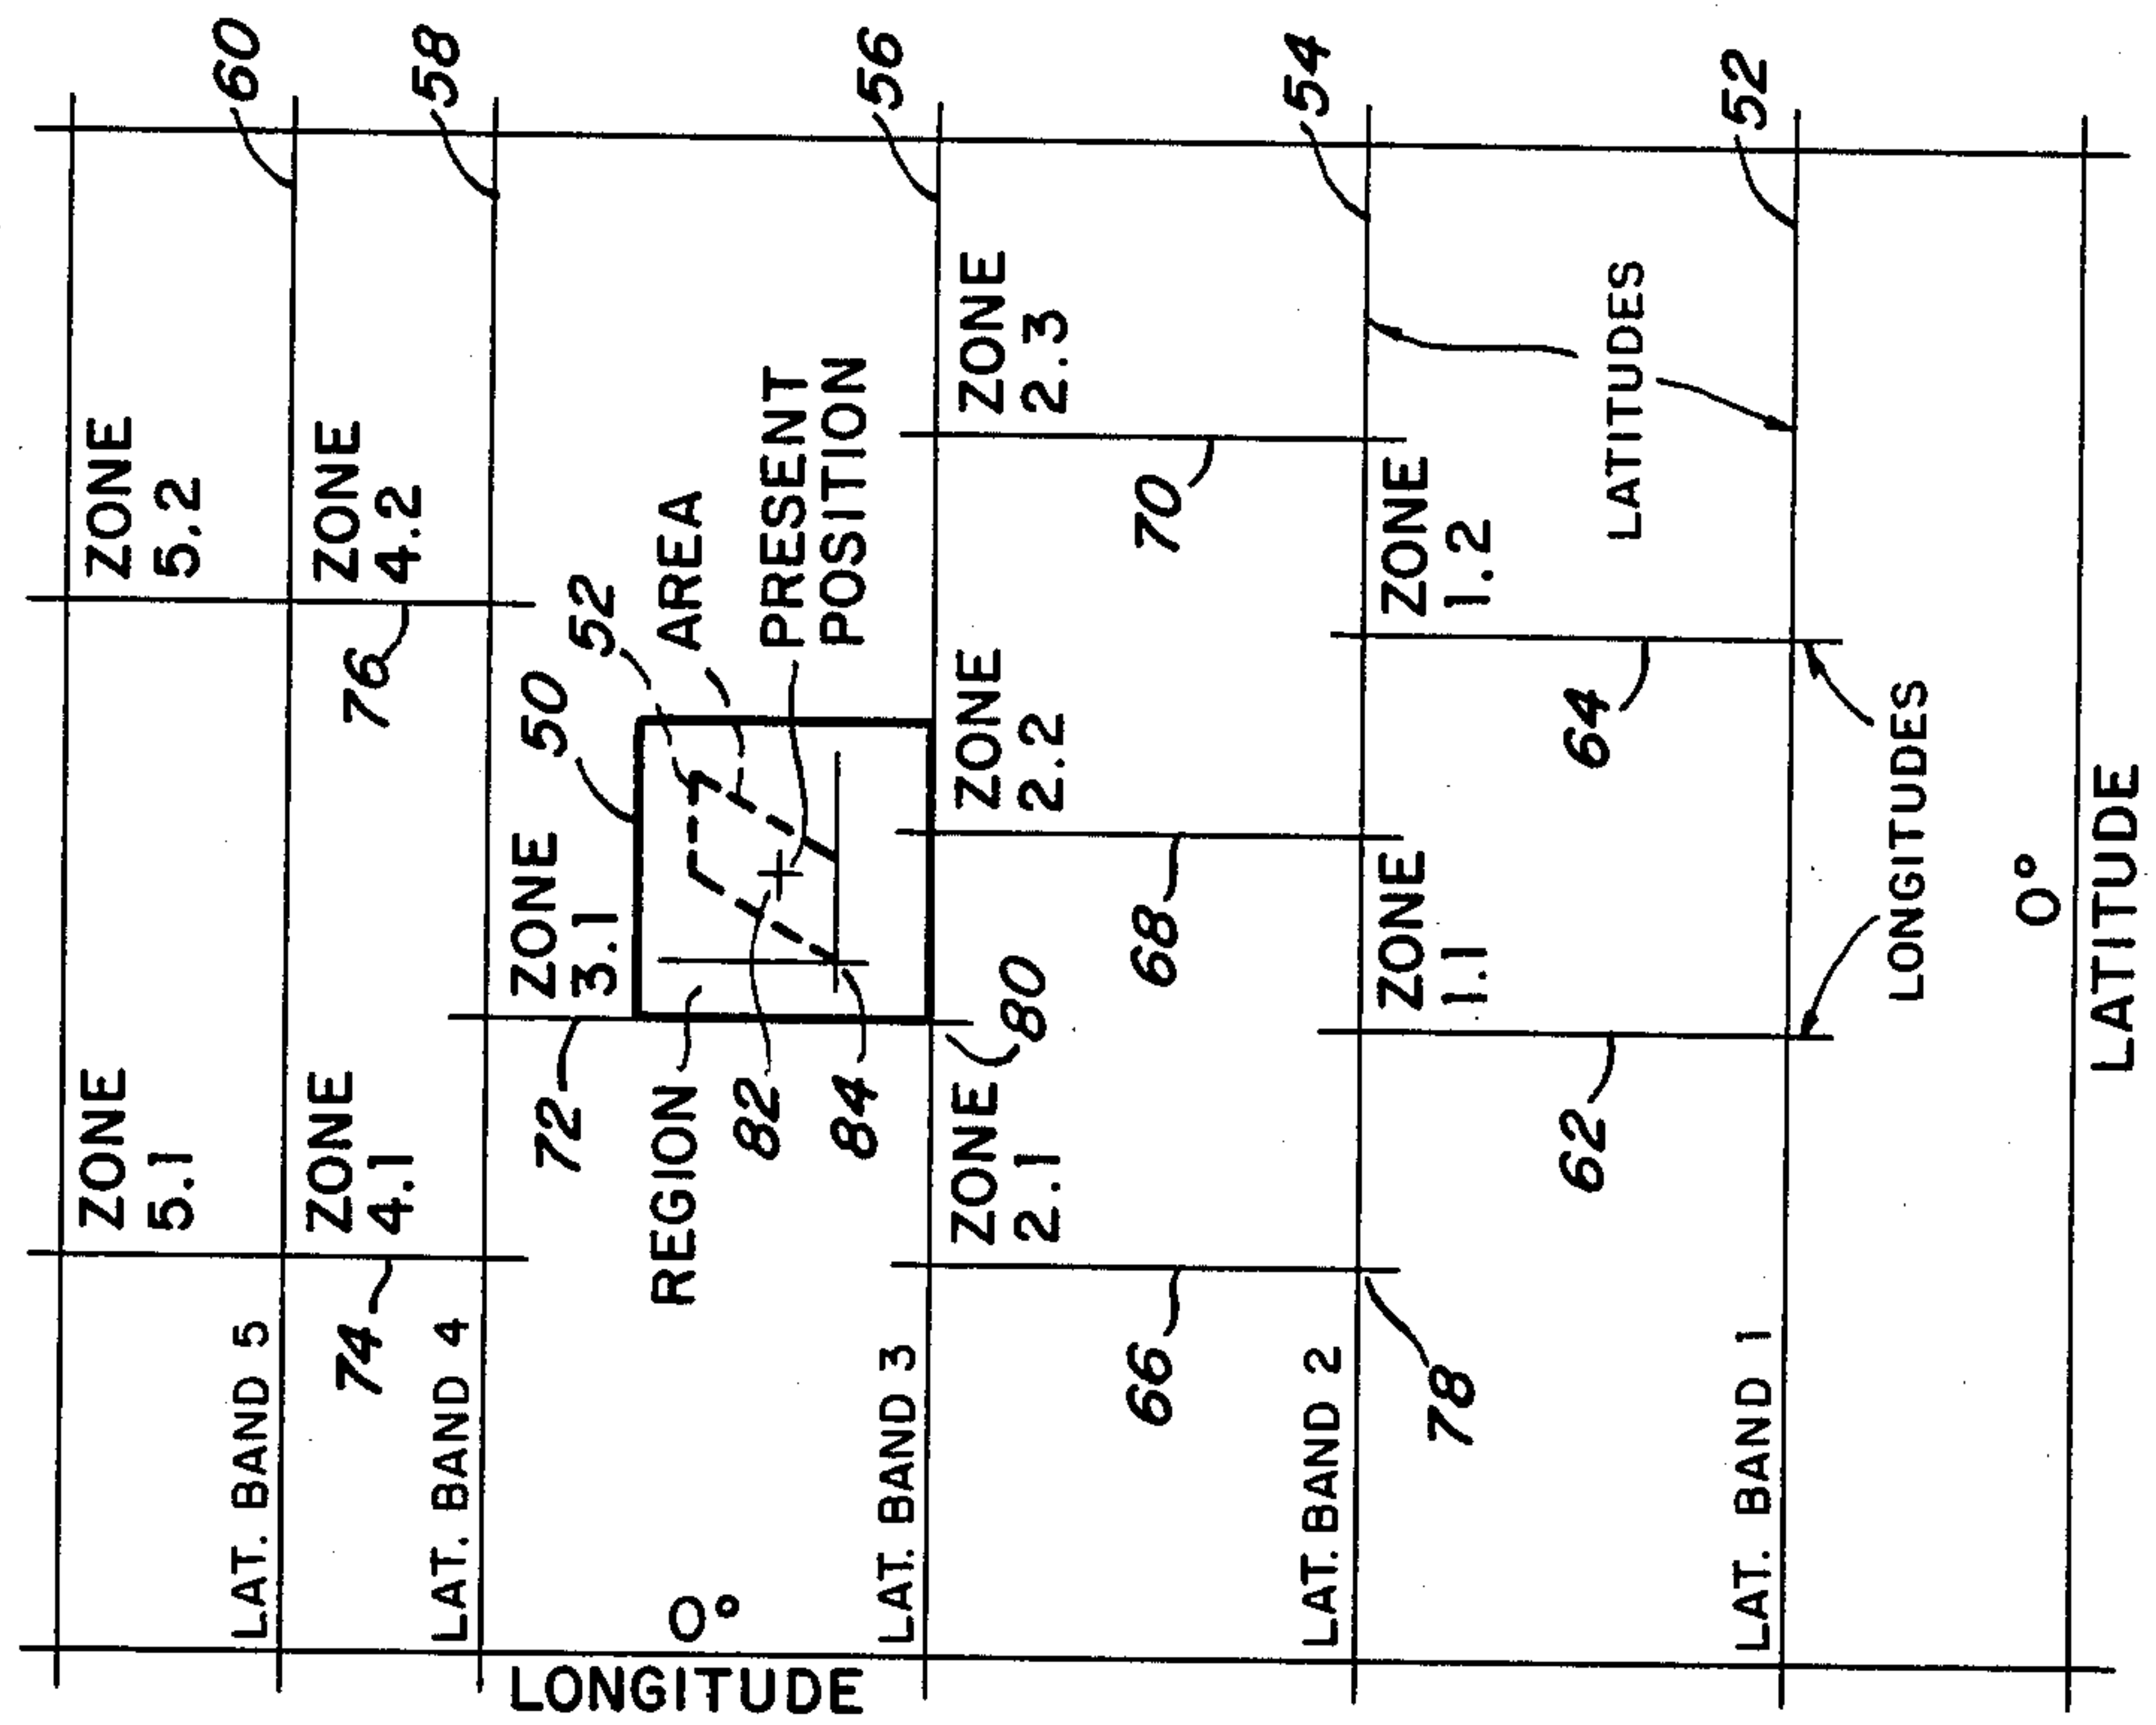 60
58
56
54
52
ZONE
5.2
ZONE
4.2
ZONE
2.3
LATITUDES
70
ZONE
1.2
AREA
52
PRESENT
POSITION
76
50
ZONE
2.2
64
LONGITUDES
ZONE
3.1
68
ZONE
1.1
0°
LATITUDE
ZONE
5.1
ZONE
4.1
72
REGION
82
84
80
ZONE
2.1
62
74
66
78
LAT. BAND 5
LAT. BAND 4
LAT. BAND 3
LAT. BAND 2
LAT. BAND 1
0°
LONGITUDE